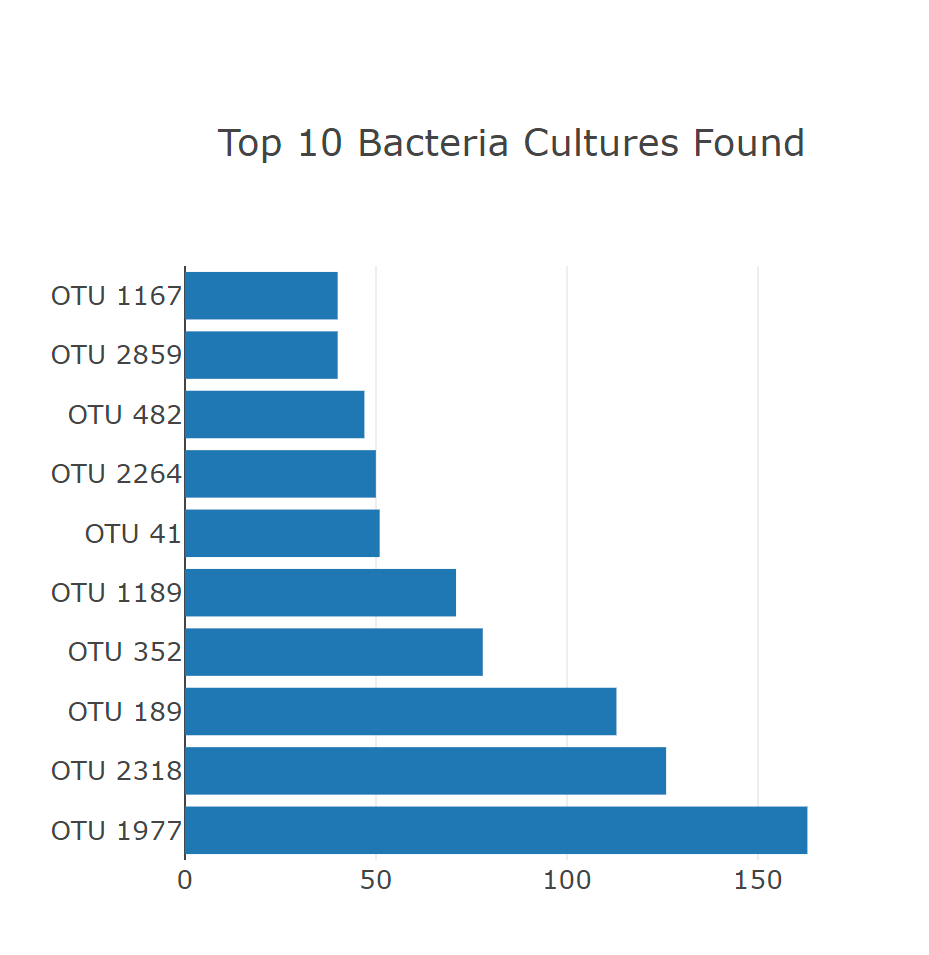 Top 10 Bacteria Cultures Found
OTU 1167
OTU 2859
OTU 482
OTU 2264
OTU 41
OTU 1189
OTU 352
OTU 189
OTU 2318
OTU 1977
0 50 100 150